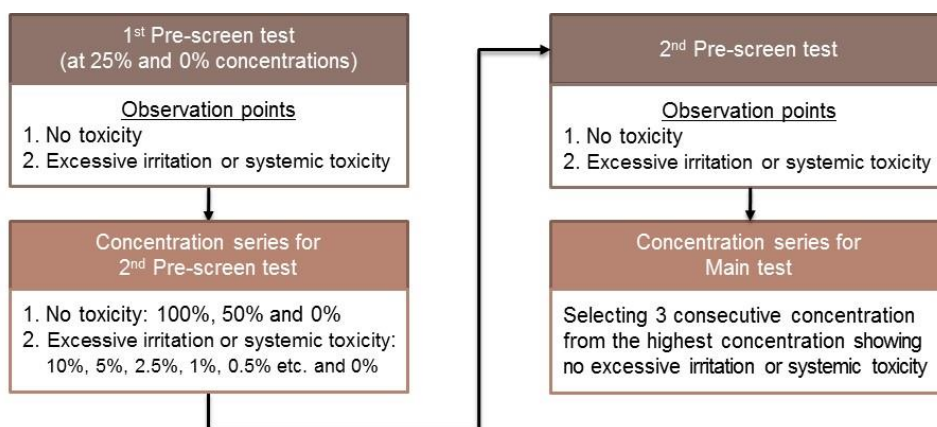 1st Pre-screen test
(at 25% and 0% concentrations)
Observation points
1. No toxicity
2. Excessive irritation or systemic toxicity
Concentration series for
2nd Pre-screen test
1. No toxicity: 100%, 50% and 0%
2. Excessive irritation or systemic toxicity:
10%, 5%, 2.5%, 1%, 0.5% etc. and 0%
2nd Pre-screen test
Observation points
1. No toxicity
2. Excessive irritation or systemic toxicity
Concentration series for
Main test
Selecting 3 consecutive concentration
from the highest concentration showing
no excessive irritation or systemic toxicity